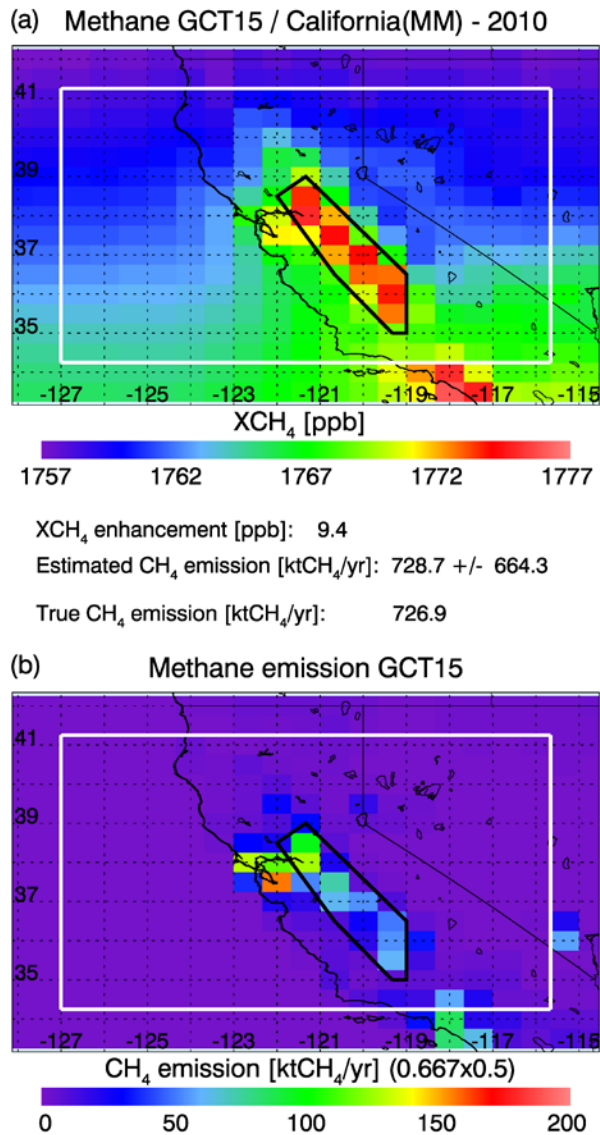 (a) Methane GCT15 / California(MM) - 2010
41
39
37
35
-127 -125 -123 -121 -119 -117 -115
XCH₄ [ppb]
1757 1762 1767 1772 1777
XCH₄ enhancement [ppb]: 9.4
Estimated CH₄ emission [ktCH₄/yr]: 728.7 +/- 664.3
True CH₄ emission [ktCH₄/yr]: 726.9
(b) Methane emission GCT15
41
39
37
35
-127 -125 -123 -121 -119 -117 -115
CH₄ emission [ktCH₄/yr] (0.667x0.5)
0 50 100 150 200